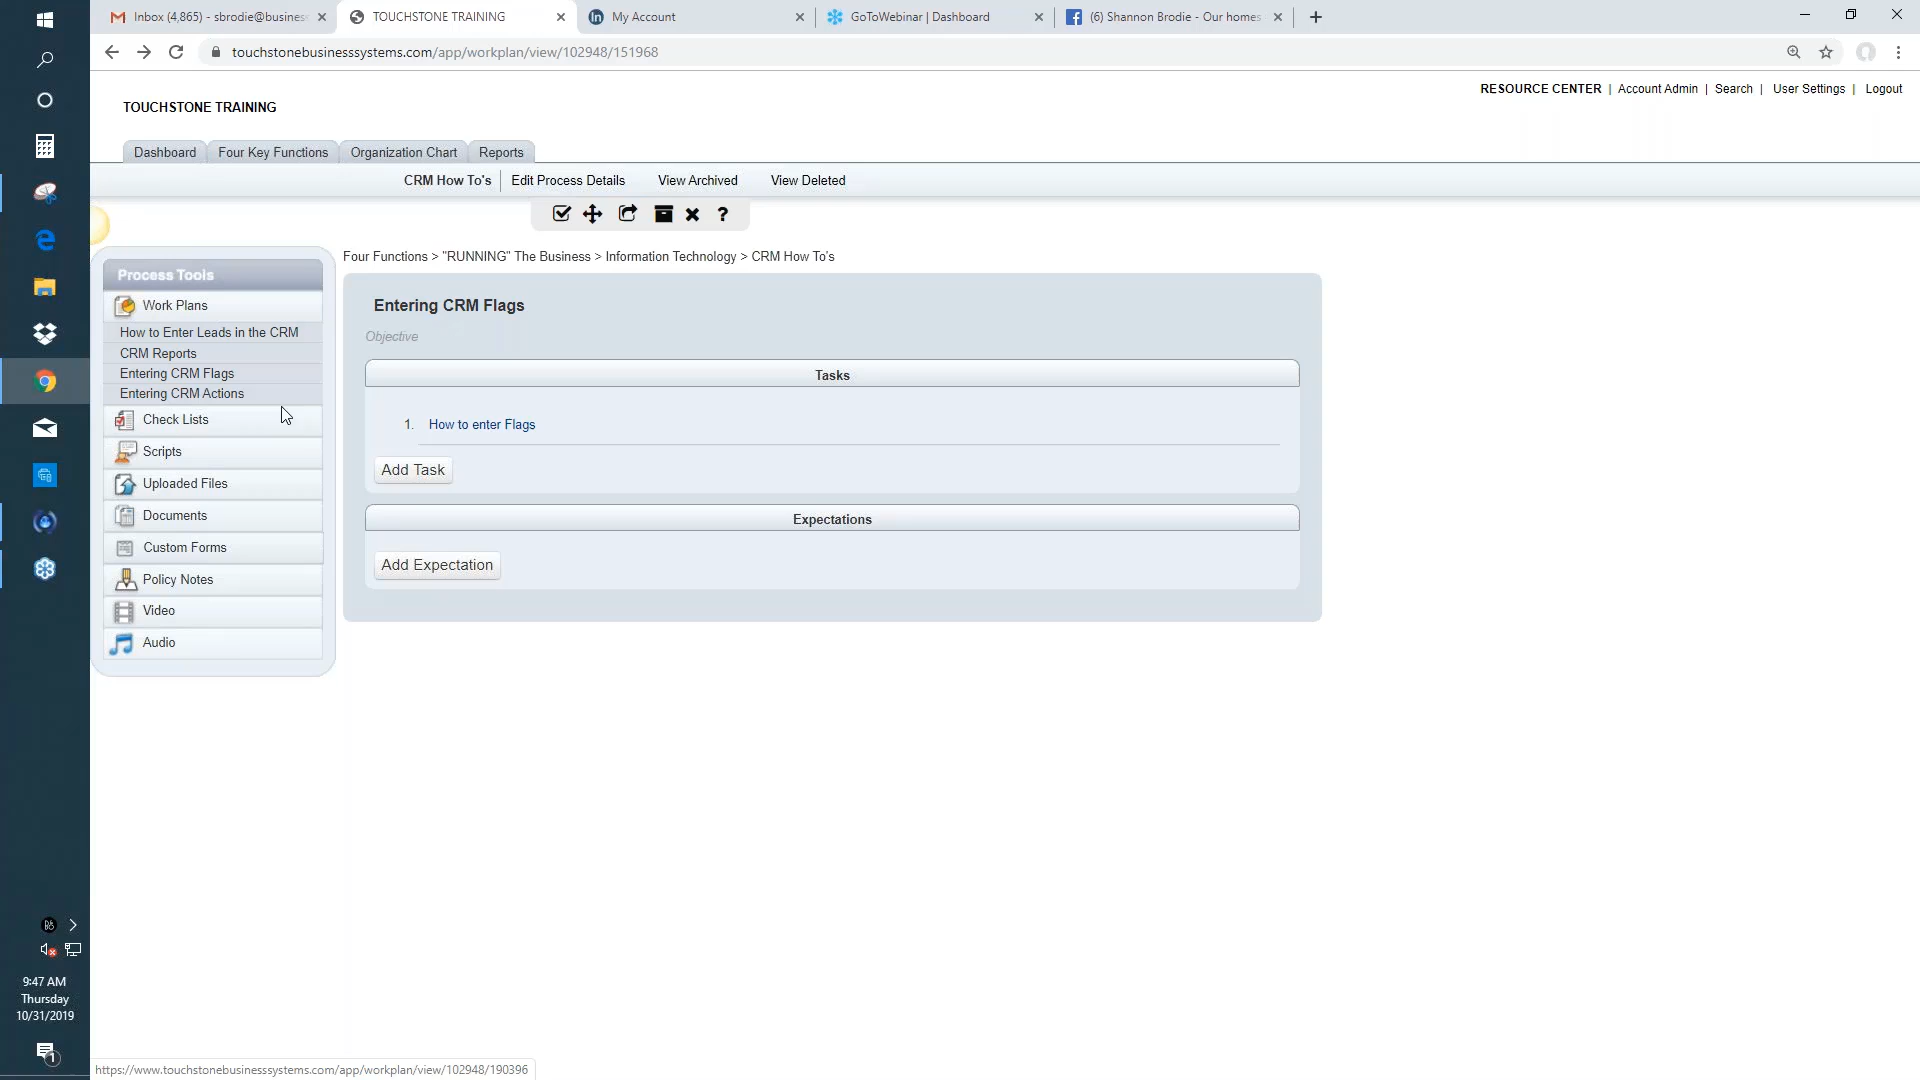 Inbox (4,865) - sbrodie@busines
TOUCHSTONE TRAINING
My Account
GoToWebinar | Dashboard
(6) Shannon Brodie - Our homes
touchstonebusinesssystems.com/app/workplan/view/102948/151968
RESOURCE CENTER | Account Admin | Search | User Settings | Logout
TOUCHSTONE TRAINING
Dashboard
Four Key Functions
Organization Chart
Reports
CRM How To's
Edit Process Details
View Archived
View Deleted
?
Four Functions > "RUNNING" The Business > Information Technology > CRM How To's
Process Tools
Work Plans
How to Enter Leads in the CRM
CRM Reports
Entering CRM Flags
Entering CRM Actions
Check Lists
Scripts
Uploaded Files
Documents
Custom Forms
Policy Notes
Video
Audio
Entering CRM Flags
Objective
Tasks
1. How to enter Flags
Add Task
Expectations
Add Expectation
9:47 AM
Thursday
10/31/2019
1
https://www.touchstonebusinesssystems.com/app/workplan/view/102948/190396